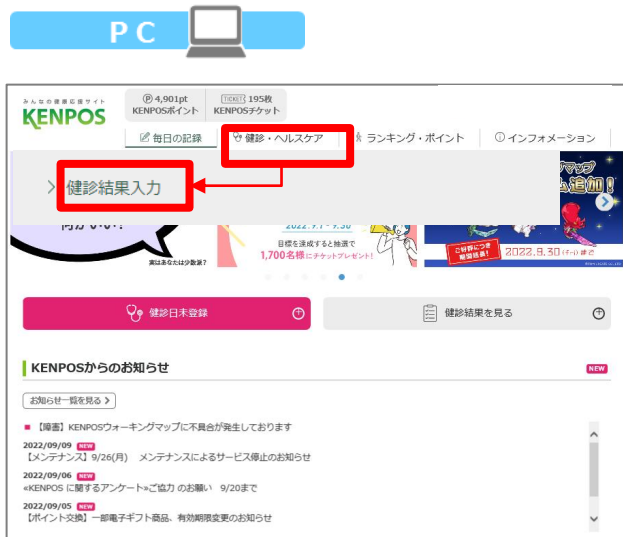 PC
みんなの健康応援サイト
KENPOS
Ⓟ 4,901pt
KENPOSポイント
TICKET 195枚
KENPOSチケット
毎日の記録
健診・ヘルスケア
ランキング・ポイント
インフォメーション
> 健診結果入力
実はあなたは少数派?
2022.9.1 - 9.30
目標を達成すると抽選で
1,700名様にチケットプレゼント!
ム追加!
ご好評につき
期間延長!
2022.9.30(金)まで
健診日未登録
健診結果を見る
KENPOSからのお知らせ
NEW
お知らせ一覧を見る >
【障害】KENPOSウォーキングマップに不具合が発生しております
2022/09/09 NEW
【メンテナンス】9/26(月) メンテナンスによるサービス停止のお知らせ
2022/09/06 NEW
≪KENPOS に関するアンケート≫ご協力 のお願い 9/20まで
2022/09/05 NEW
【ポイント交換】一部電子ギフト商品、有効期限変更のお知らせ